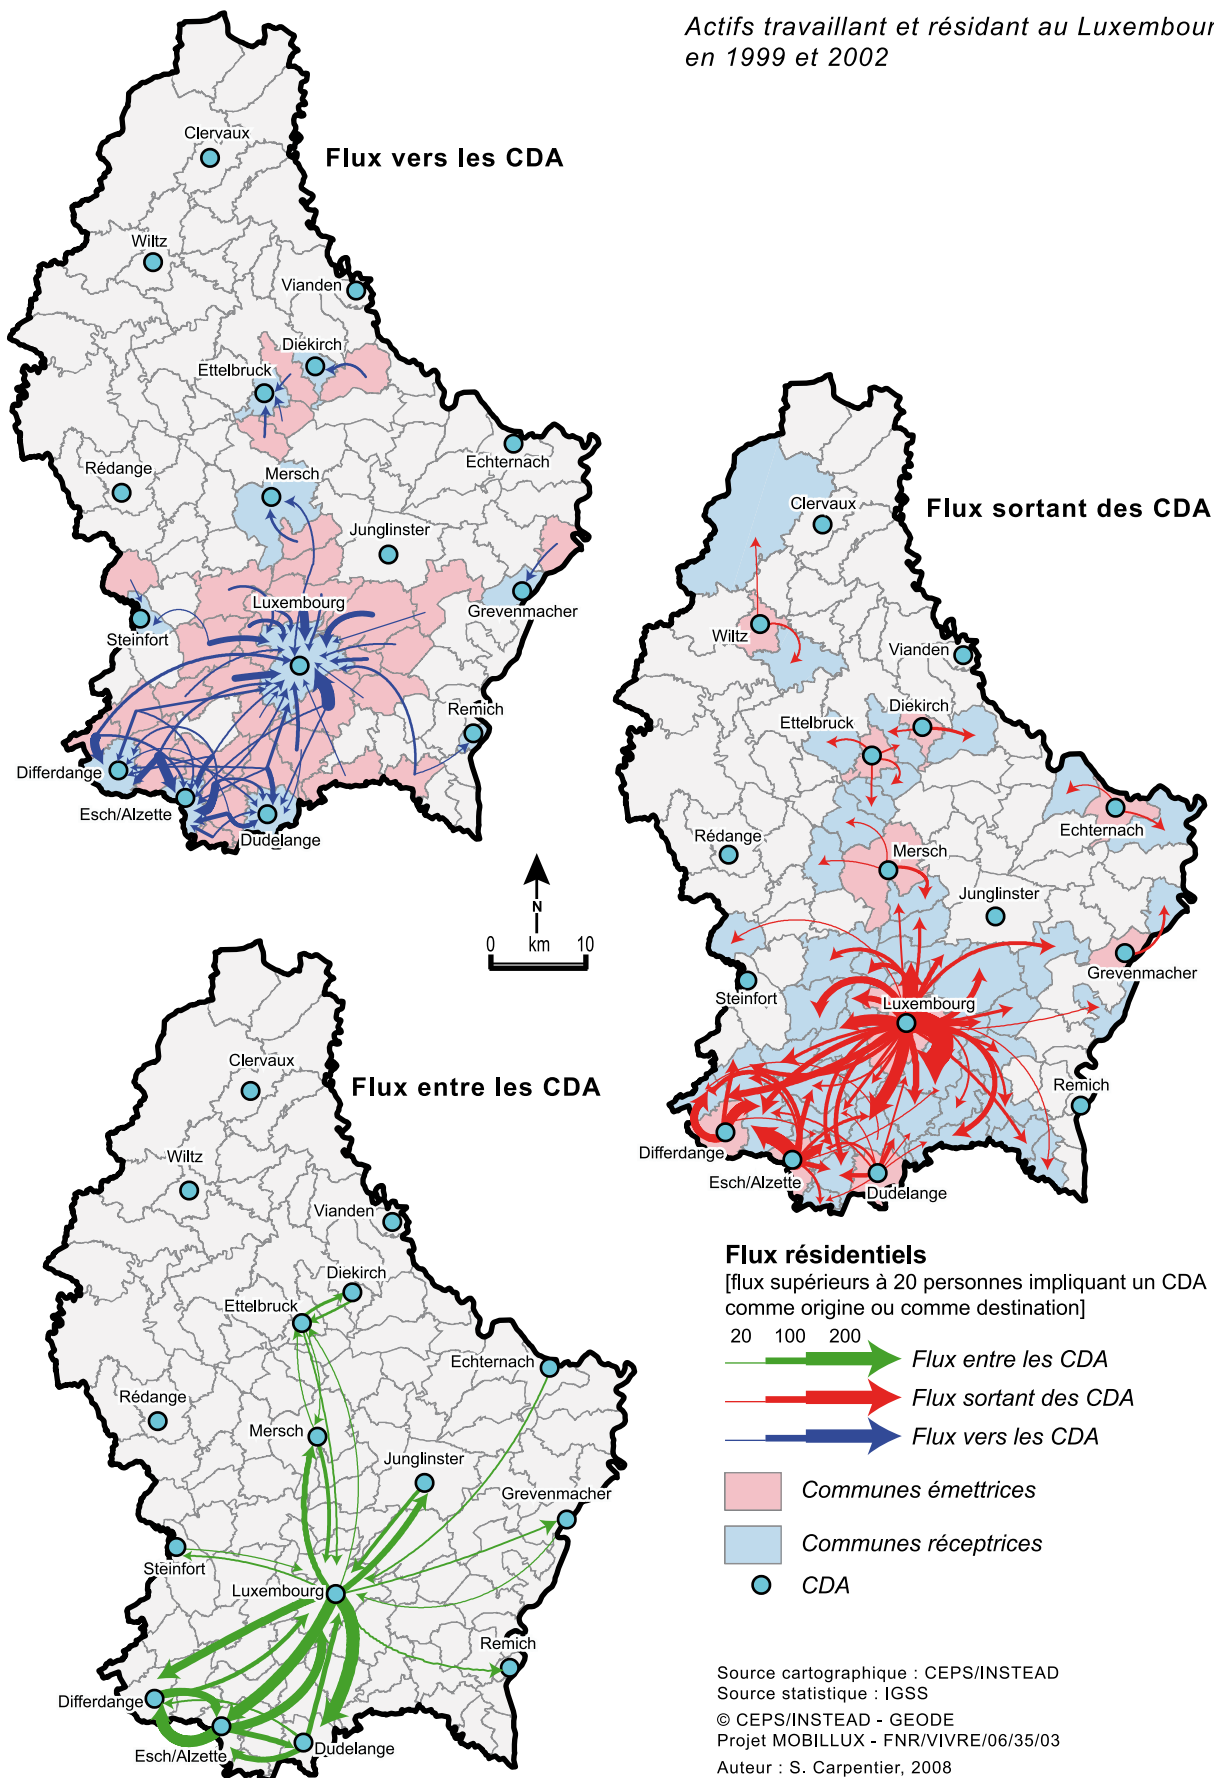 Actifs travaillant et résidant au Luxembour
en 1999 et 2002
Flux vers les CDA
Clervaux
Wiltz
Vianden
Diekirch
Ettelbruck
Echternach
Rédange
Mersch
Junglinster
Luxembourg
Grevenmacher
Steinfort
Remich
Differdange
Esch/Alzette
Dudelange
N
0 km 10
Flux sortant des CDA
Clervaux
Wiltz
Vianden
Diekirch
Ettelbruck
Echternach
Rédange
Mersch
Junglinster
Grevenmacher
Steinfort
Luxembourg
Remich
Differdange
Esch/Alzette
Dudelange
Flux entre les CDA
Clervaux
Wiltz
Vianden
Diekirch
Ettelbruck
Echternach
Rédange
Mersch
Junglinster
Grevenmacher
Steinfort
Luxembourg
Remich
Differdange
Esch/Alzette
Dudelange
Flux résidentiels
[flux supérieurs à 20 personnes impliquant un CDA
comme origine ou comme destination]
20 100 200
Flux entre les CDA
Flux sortant des CDA
Flux vers les CDA
Communes émettrices
Communes réceptrices
CDA
Source cartographique : CEPS/INSTEAD
Source statistique : IGSS
© CEPS/INSTEAD - GEODE
Projet MOBILLUX - FNR/VIVRE/06/35/03
Auteur : S. Carpentier, 2008